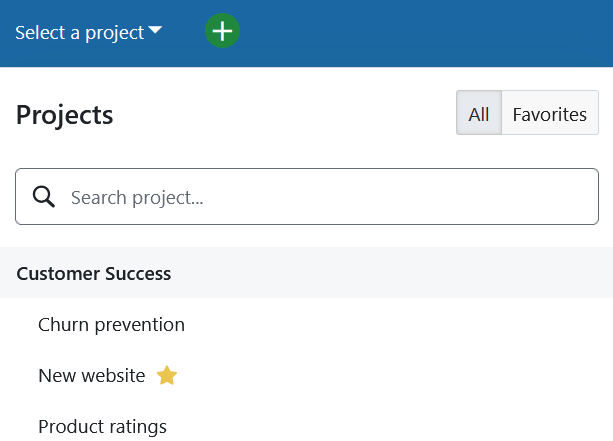 Select a project
Projects
All
Favorites
Search project...
Customer Success
Churn prevention
New website
Product ratings